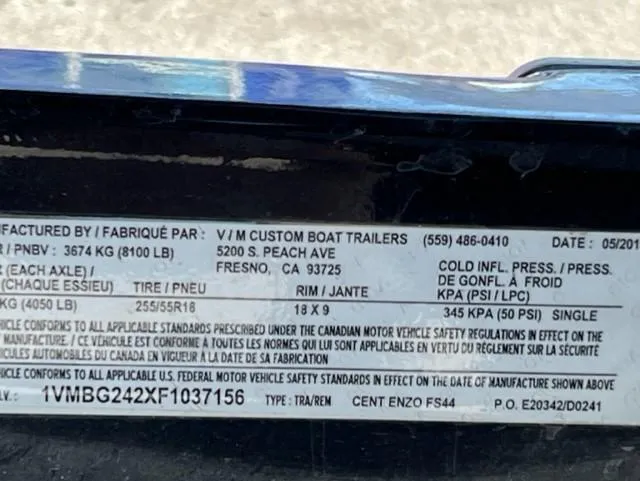 UFACTURED BY / FABRIQUÉ PAR : V / M CUSTOM BOAT TRAILERS (559) 486-0410 DATE : 05/201
R / PNBV : 3674 KG (8100 LB) 5200 S. PEACH AVE
(EACH AXLE) / FRESNO, CA 93725 COLD INFL. PRESS. / PRESS.
(CHAQUE ESSIEU) TIRE / PNEU RIM / JANTE DE GONFL. À FROID
KPA (PSI / LPC)
KG (4050 LB) 255/55R18 18 X 9 345 KPA (50 PSI) SINGLE
HICLE CONFORMS TO ALL APPLICABLE STANDARDS PRESCRIBED UNDER THE CANADIAN MOTOR VEHICLE SAFETY REGULATIONS IN EFFECT ON THE
MANUFACTURE. / CE VÉHICULE EST CONFORME À TOUTES LES NORMES QUI LUI SONT APPLICABLES EN VERTU DU RÈGLEMENT SUR LA SÉCURITÉ
ÉHICULES AUTOMOBILES DU CANADA EN VIGUEUR À LA DATE DE SA FABRICATION
HICLE CONFORMS TO ALL APPLICABLE U.S. FEDERAL MOTOR VEHICLE SAFETY STANDARDS IN EFFECT ON THE DATE OF MANUFACTURE SHOWN ABOVE
.V. : 1VMBG242XF1037156 TYPE : TRA/REM CENT ENZO FS44 P.O. E20342/D0241